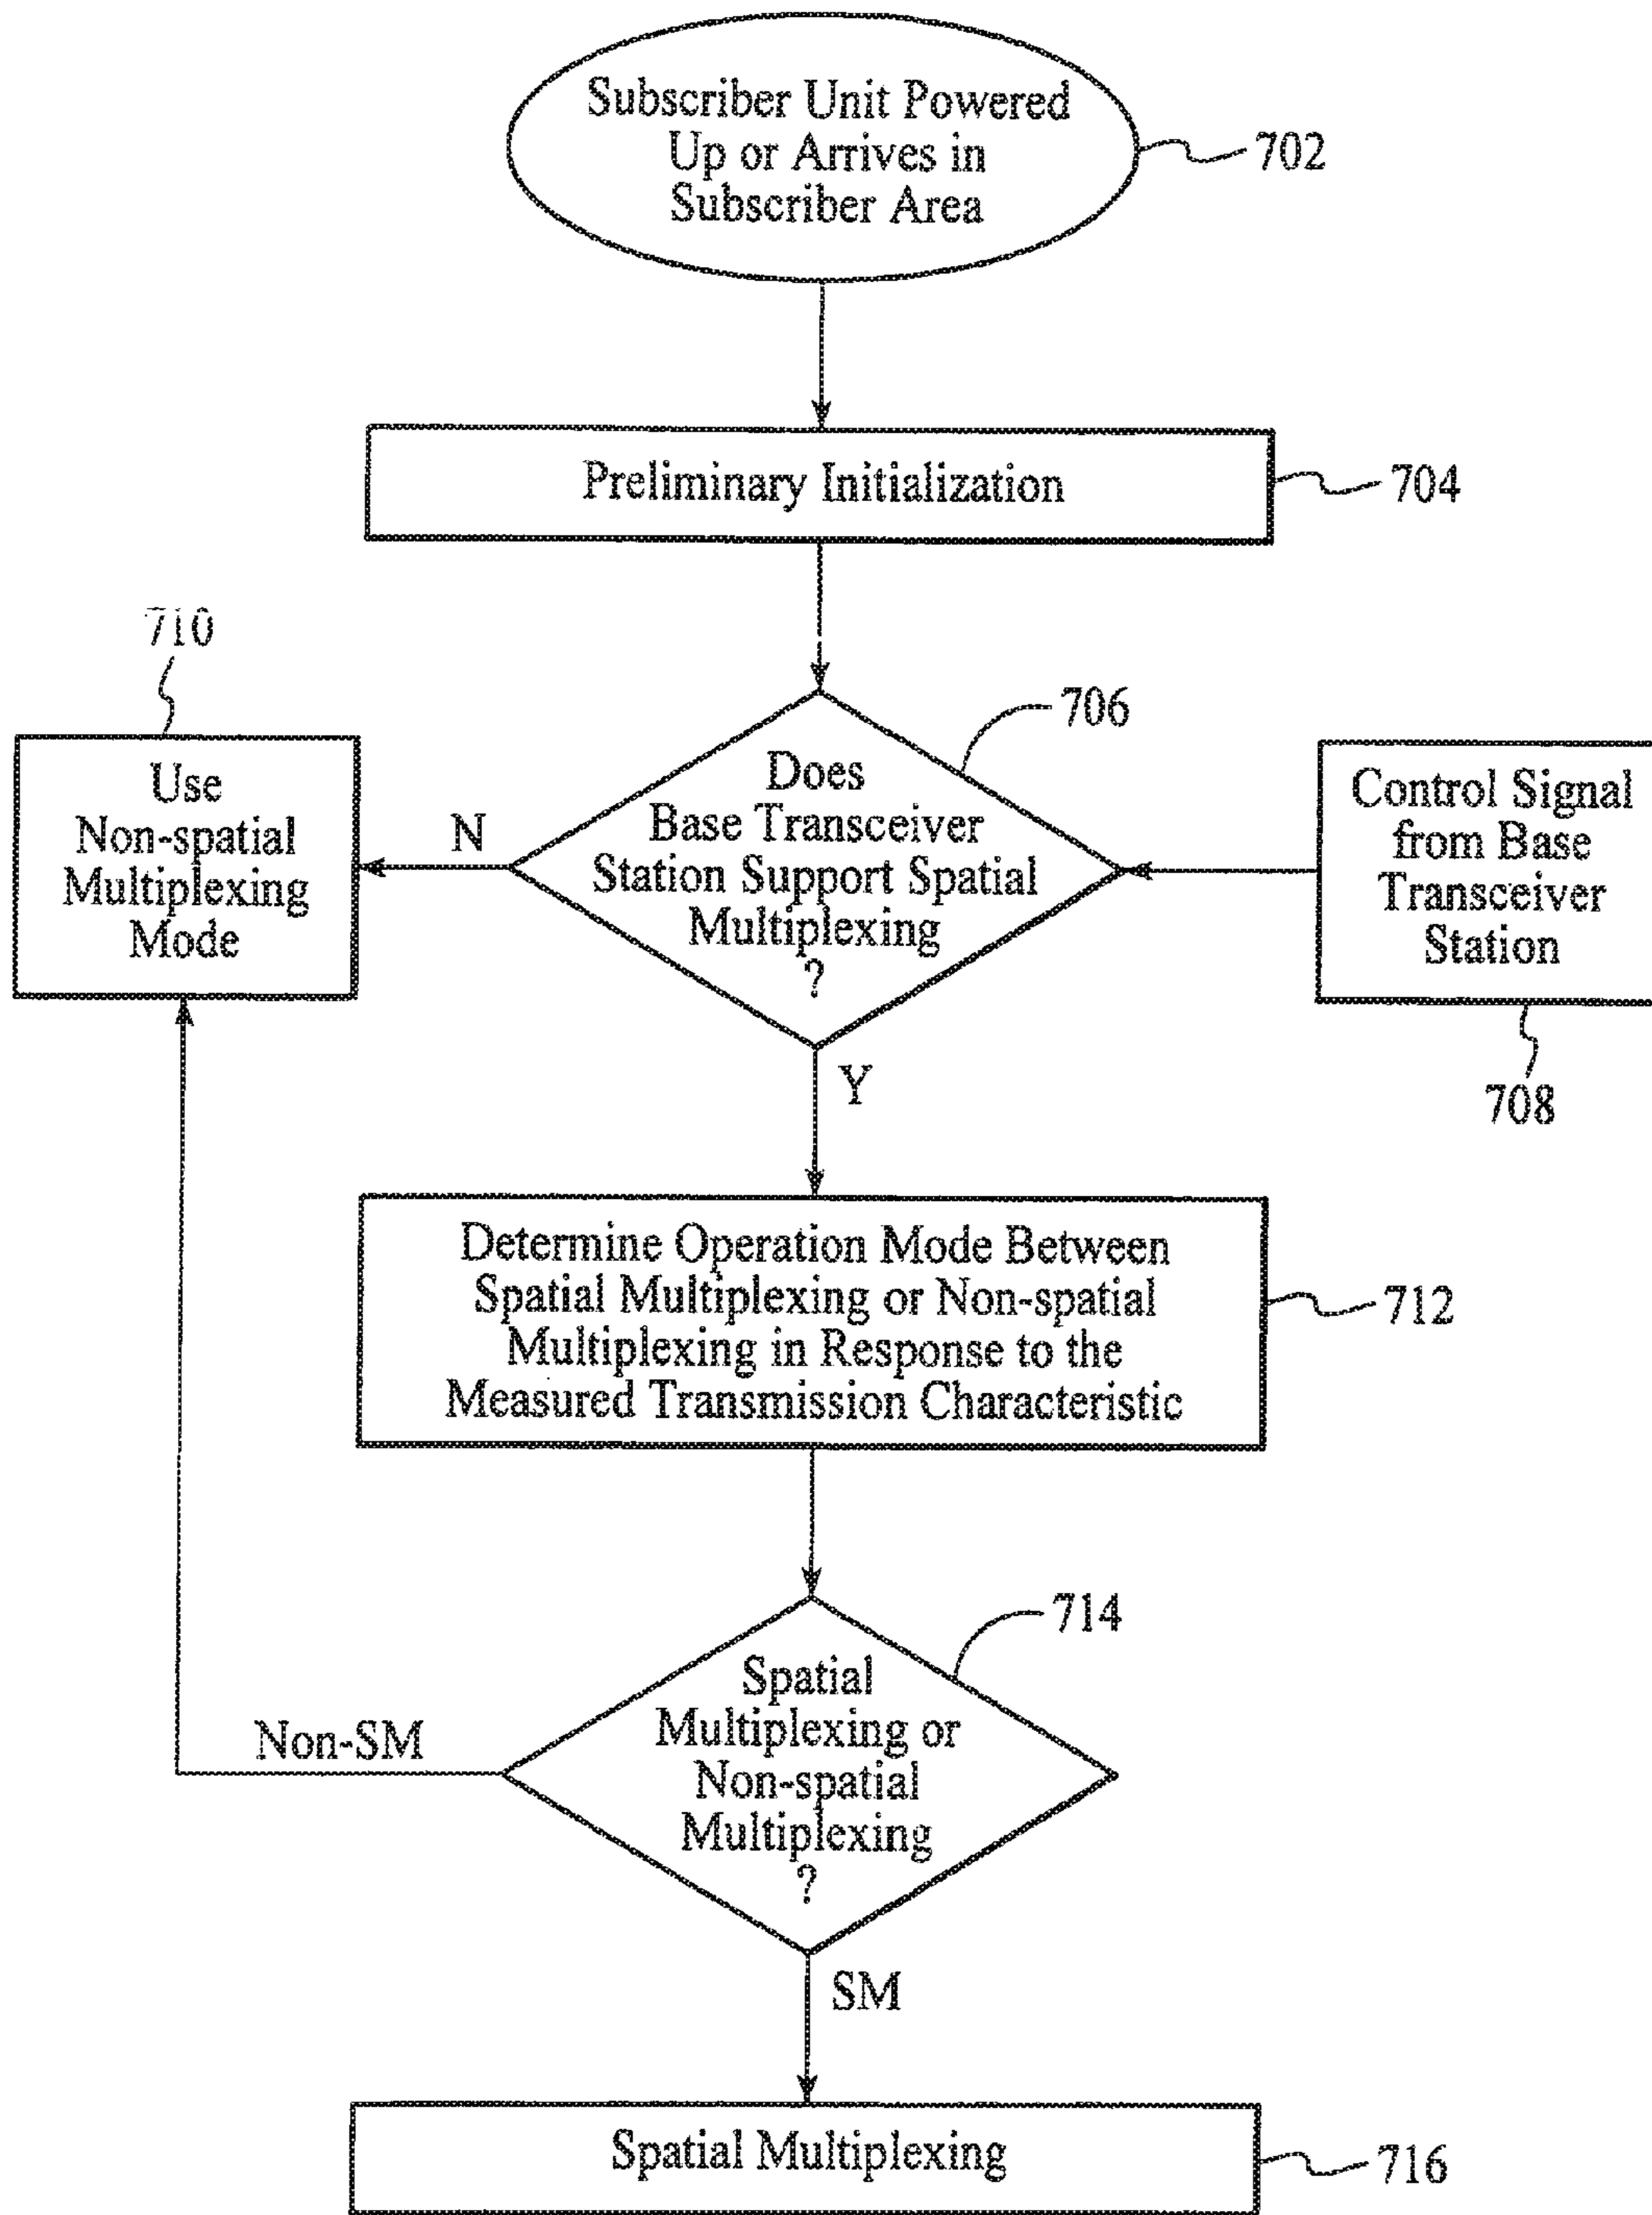 Subscriber Unit Powered
Up or Arrives in
Subscriber Area
702
Preliminary Initialization
704
710
Use
Non-spatial
Multiplexing
Mode
N
706
Does
Base Transceiver
Station Support Spatial
Multiplexing
?
Control Signal
from Base
Transceiver
Station
708
Y
Determine Operation Mode Between
Spatial Multiplexing or Non-spatial
Multiplexing in Response to the
Measured Transmission Characteristic
712
714
Spatial
Multiplexing or
Non-spatial
Multiplexing
?
Non-SM
SM
Spatial Multiplexing
716